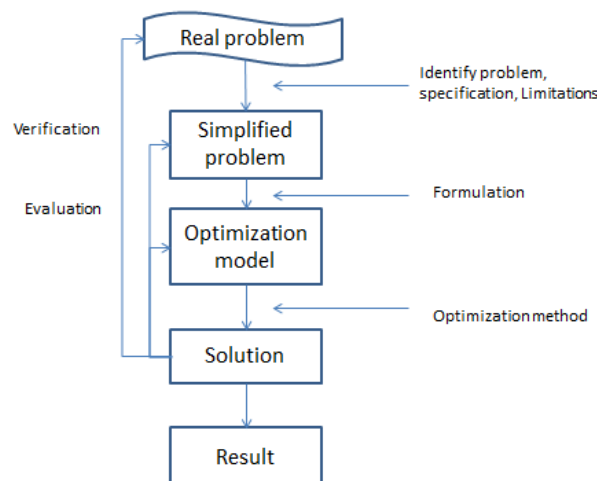 Real problem
Identify problem,
specification, Limitations
Verification
Simplified
problem
Formulation
Evaluation
Optimization
model
Optimization method
Solution
Result